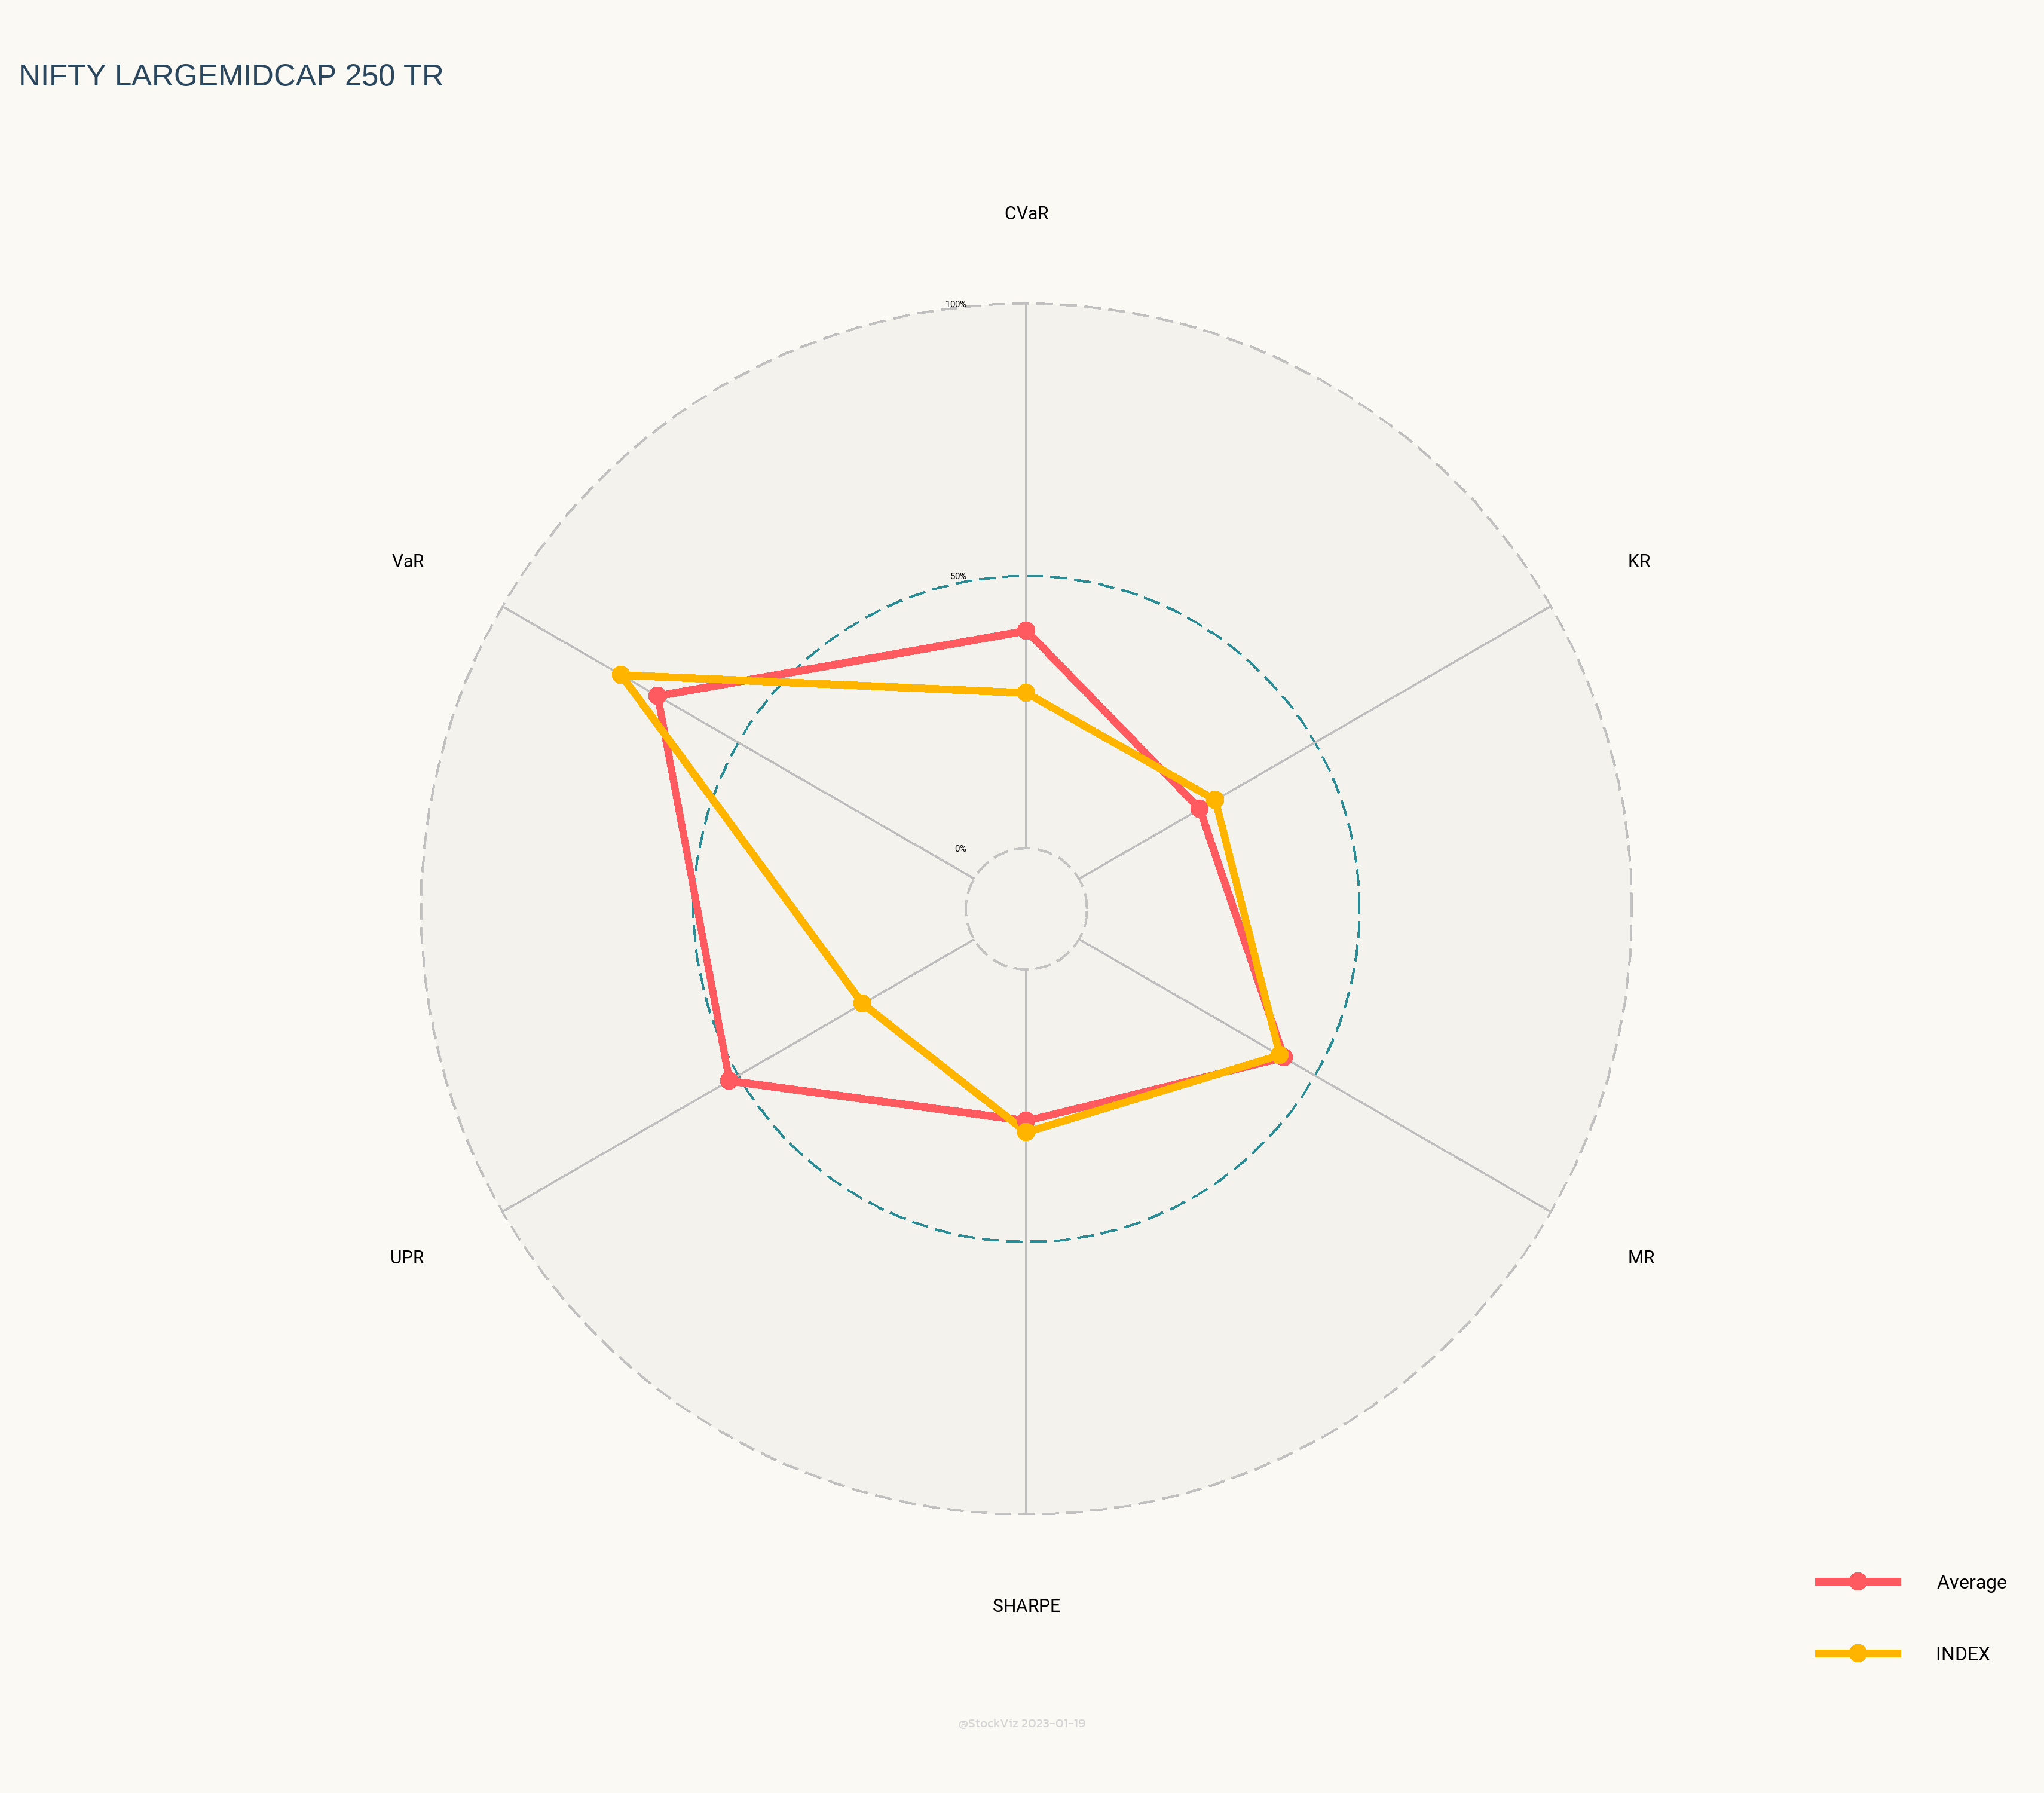 NIFTY LARGEMIDCAP 250 TR
CVaR
100%
VaR
KR
50%
0%
UPR
MR
SHARPE
Average
INDEX
@StockViz 2023-01-19